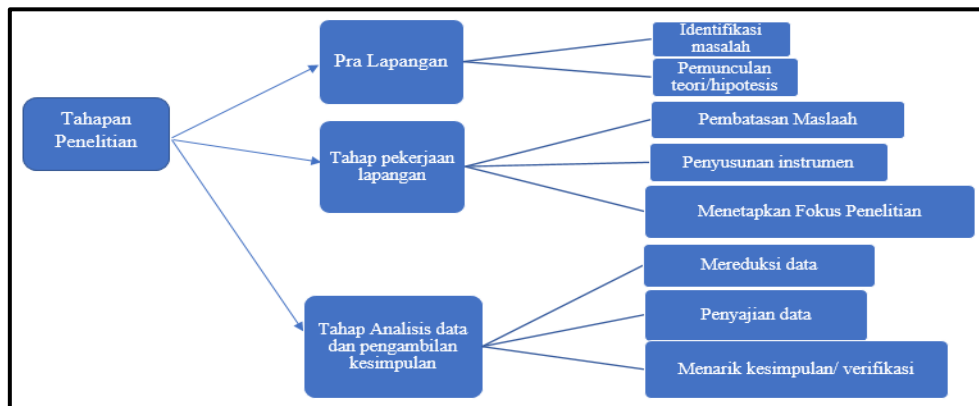 Tahapan
Penelitian
Pra Lapangan
Identifikasi
masalah
Pemunculan
teori/hipotesis
Tahap pekerjaan
lapangan
Pembatasan Maslaah
Penyusunan instrumen
Menetapkan Fokus Penelitian
Tahap Analisis data
dan pengambilan
kesimpulan
Mereduksi data
Penyajian data
Menarik kesimpulan/ verifikasi